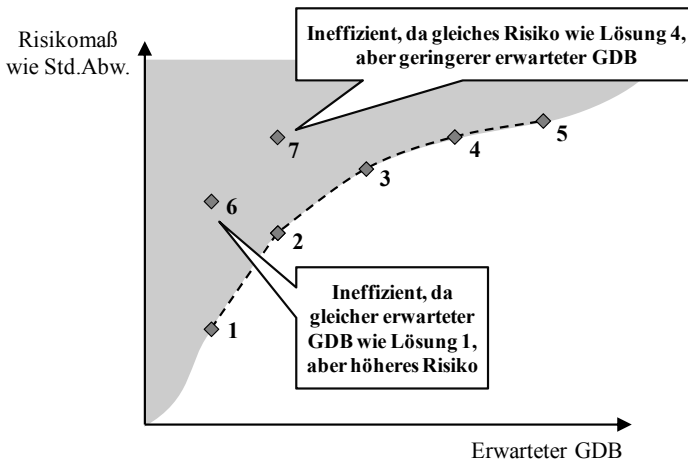 Risikomaß
wie Std.Abw.
Ineffizient, da gleiches Risiko wie Lösung 4,
aber geringerer erwarteter GDB
7
5
4
3
6
2
Ineffizient, da
gleicher erwarteter
GDB wie Lösung 1,
aber höheres Risiko
1
Erwarteter GDB